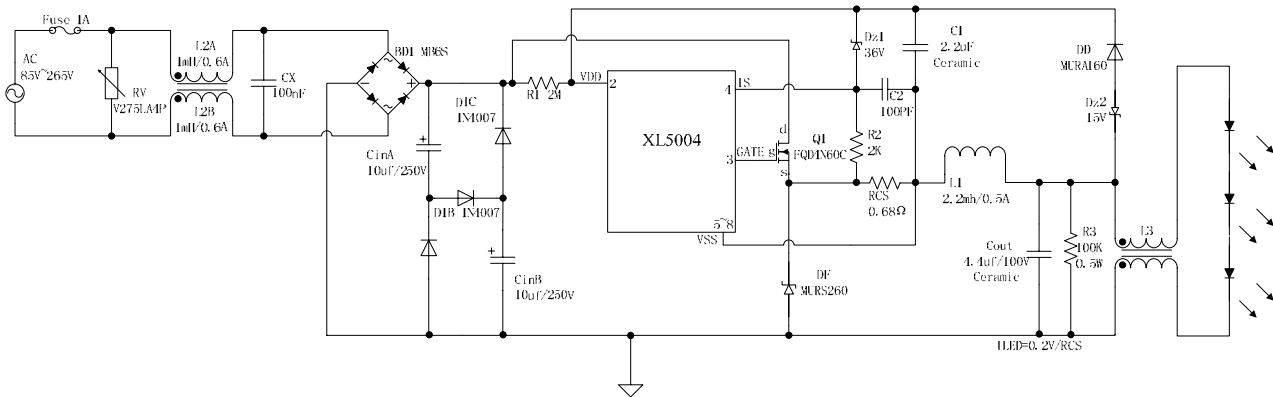 Fuse 1A
AC
85V~265V
RV
V275LA4P
L2A
1mH/0.6A
L2B
1mH/0.6A
CX
100nF
BD1 MB6S
D1C
1N4007
CinA
10uf/250V
D1B 1N4007
CinB
10uf/250V
R1 2M
VDD
2
XL5004
4
1S
3
GATE
5~8
VSS
g
d
s
Q1
FQD4N60C
Dz1
36V
C1
2.2uF
Ceramic
C2
100PF
R2
2K
RCS
0.68Ω
DF
MURS260
L1
2.2mh/0.5A
DD
MURA160
Dz2
15V
Cout
4.4uf/100V
Ceramic
R3
100K
0.5W
L3
ILED=0.2V/RCS